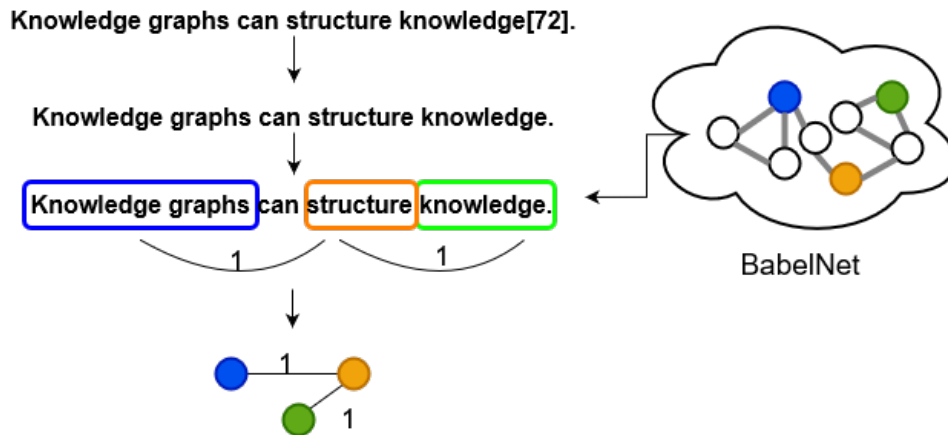 Knowledge graphs can structure knowledge[72].
Knowledge graphs can structure knowledge.
Knowledge graphs can structure knowledge.
1
1
BabelNet
1
1